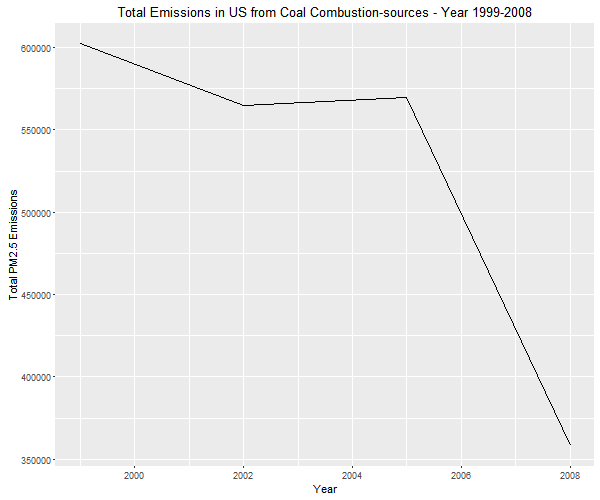 Total Emissions in US from Coal Combustion-sources - Year 1999-2008
Total PM2.5 Emissions
600000
550000
500000
450000
400000
350000
2000 2002 2004 2006 2008
Year